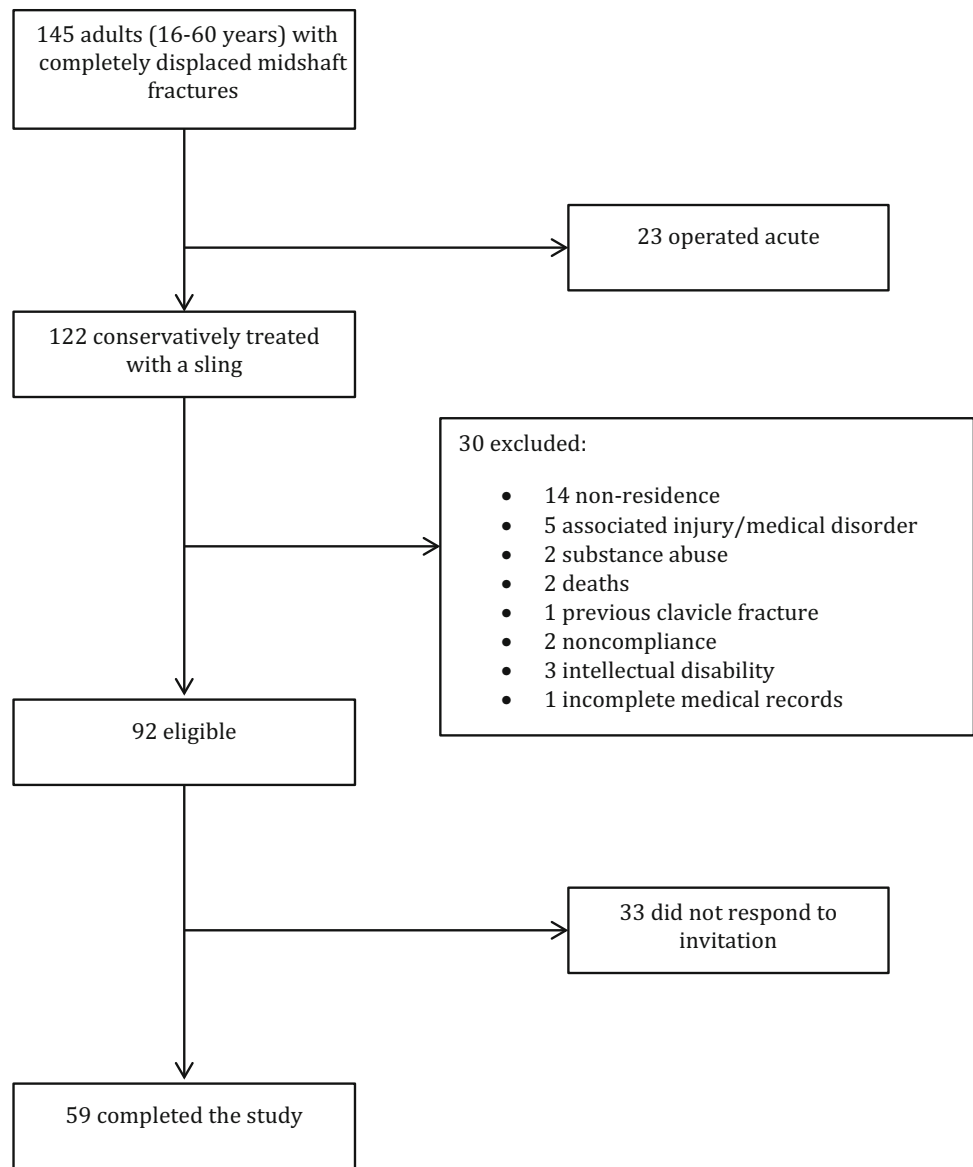 145 adults (16-60 years) with
completely displaced midshaft
fractures
23 operated acute
122 conservatively treated
with a sling
30 excluded:
• 14 non-residence
• 5 associated injury/medical disorder
• 2 substance abuse
• 2 deaths
• 1 previous clavicle fracture
• 2 noncompliance
• 3 intellectual disability
• 1 incomplete medical records
92 eligible
33 did not respond to
invitation
59 completed the study